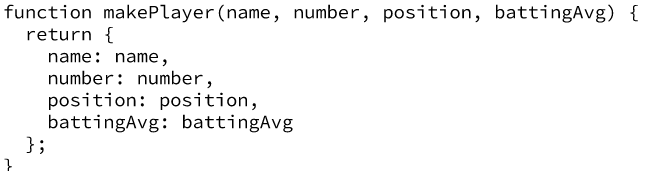 function makePlayer(name, number, position, battingAvg) {
  return {
    name: name,
    number: number,
    position: position,
    battingAvg: battingAvg
  };
}